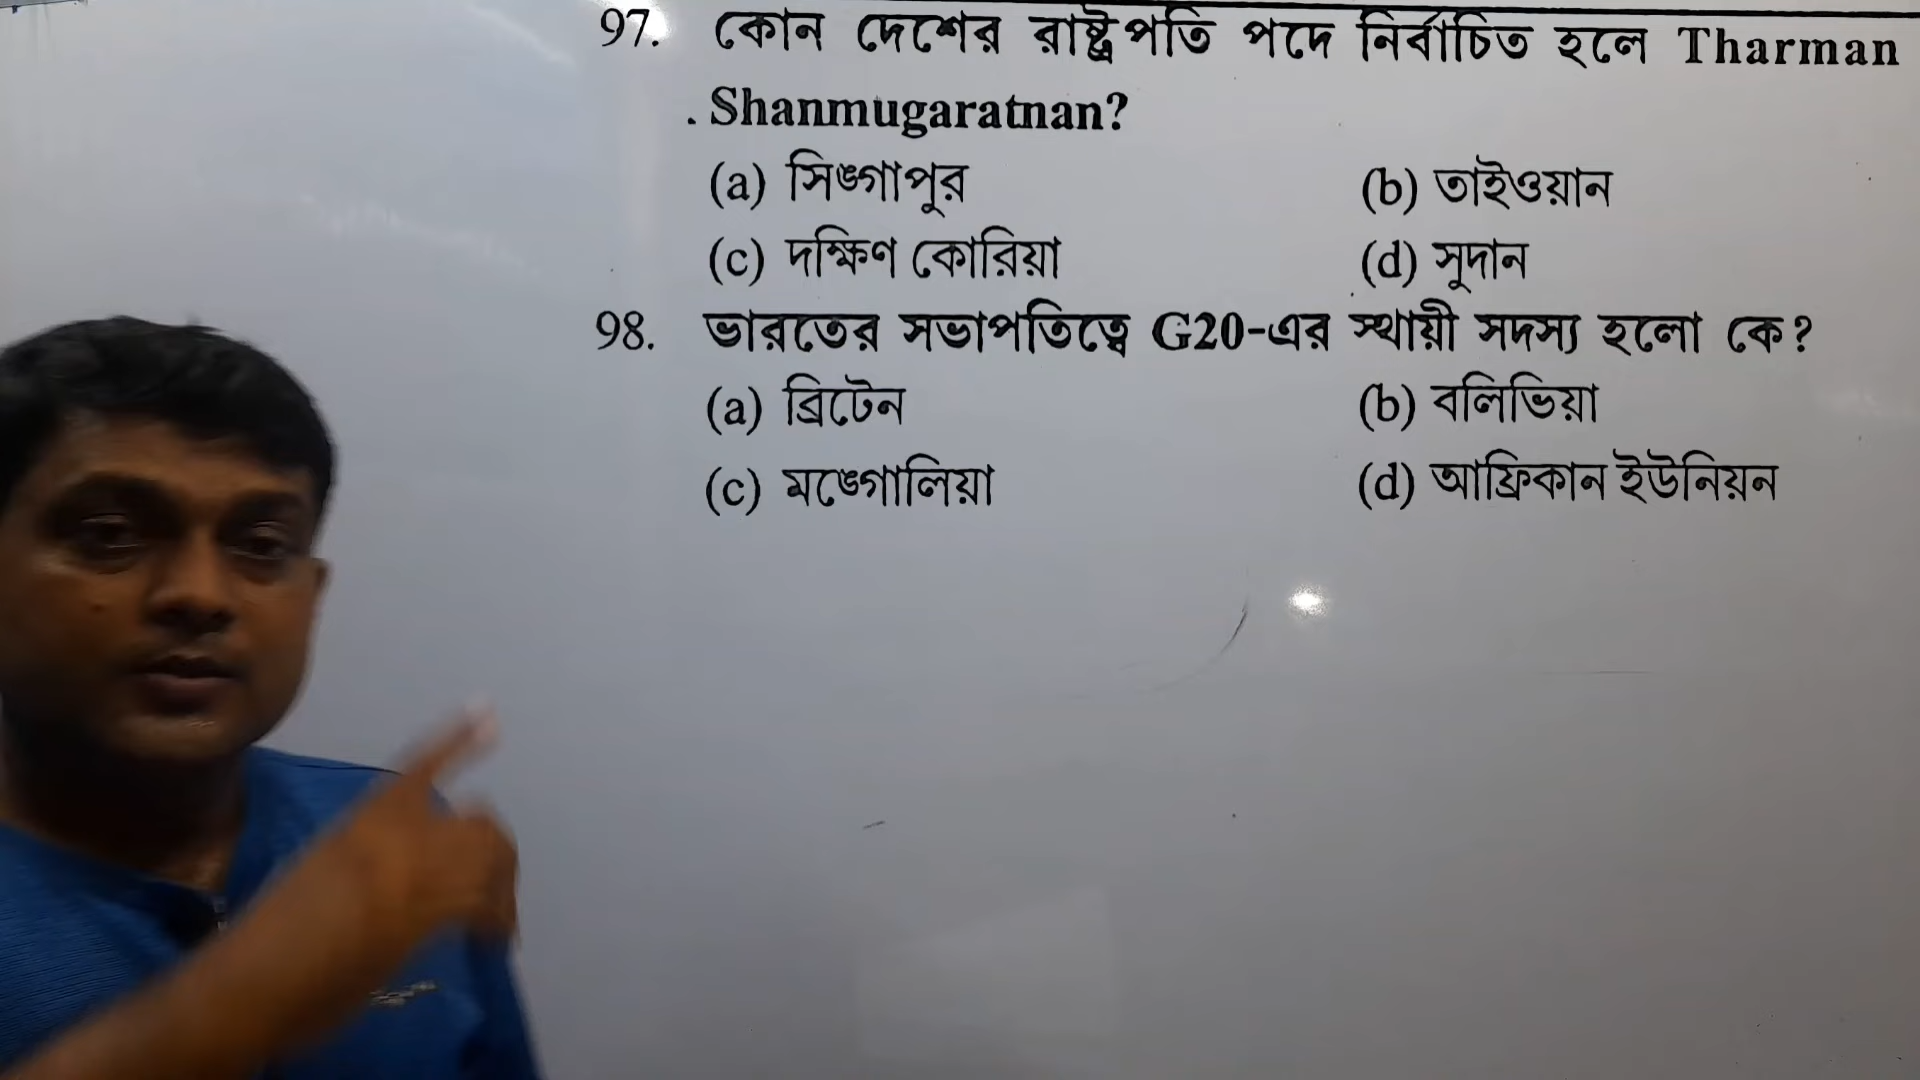 97. কোন দেশের রাষ্ট্রপতি পদে নির্বাচিত হলে Tharman
. Shanmugaratnan?
(a) সিঙ্গাপুর (b) তাইওয়ান
(c) দক্ষিণ কোরিয়া (d) সুদান
98. ভারতের সভাপতিত্বে G20-এর স্থায়ী সদস্য হলো কে?
(a) ব্রিটেন (b) বলিভিয়া
(c) মঙ্গোলিয়া (d) আফ্রিকান ইউনিয়ন